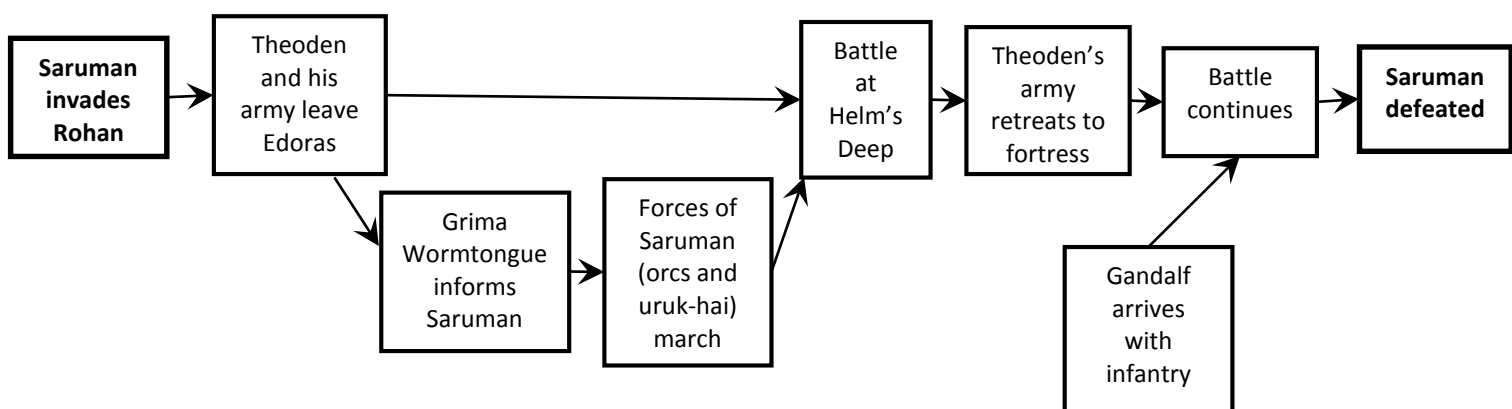 Saruman
invades
Rohan
Theoden
and his
army leave
Edoras
Grima
Wormtongue
informs
Saruman
Forces of
Saruman
(orcs and
uruk-hai)
march
Battle
at
Helm's
Deep
Theoden's
army
retreats to
fortress
Battle
continues
Gandalf
arrives
with
infantry
Saruman
defeated